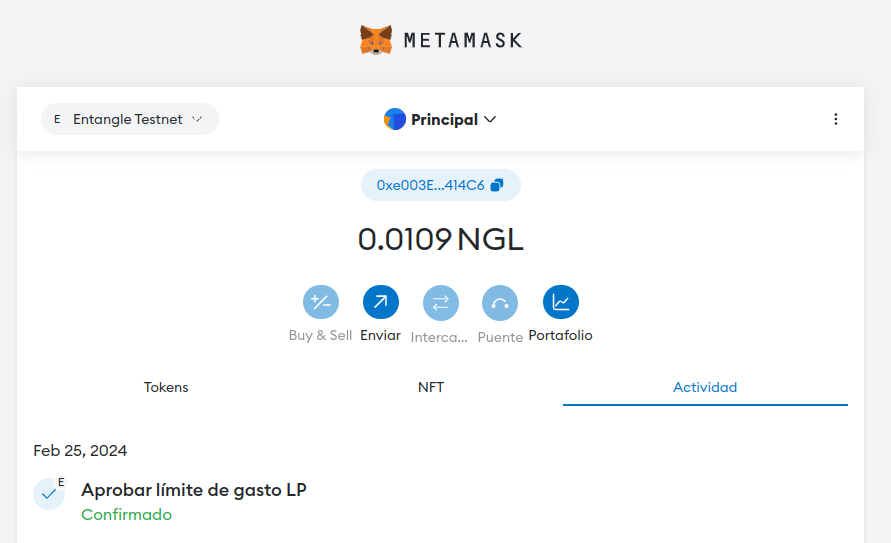 METAMASK
E Entangle Testnet
Principal
0xe003E...414C6
0.0109 NGL
Buy & Sell Enviar Interca... Puente Portafolio
Tokens NFT Actividad
Feb 25, 2024
E
Aprobar límite de gasto LP
Confirmado